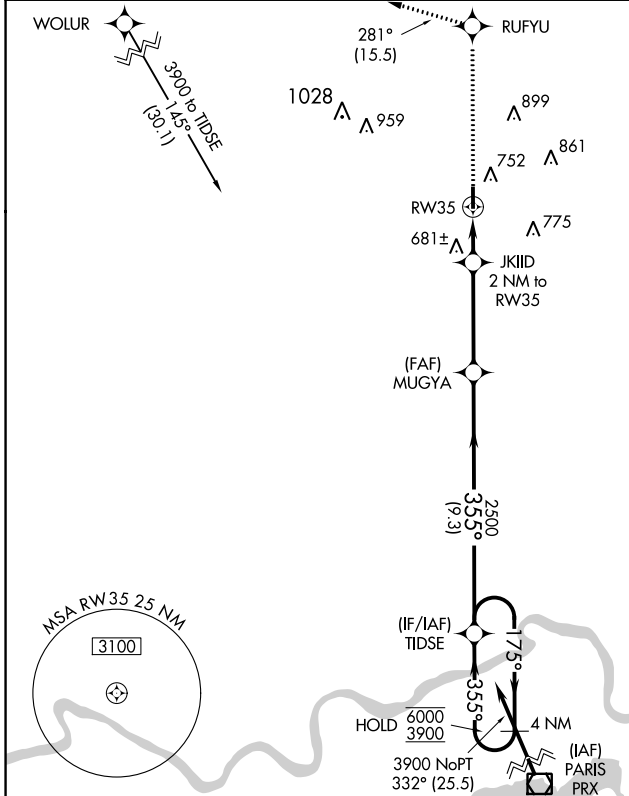 WOLUR
RUFYU
281°
(15.5)
3900 to TIDSE
145°
(30.1)
1028
959
899
861
752
RW35
775
681±
JKIID
2 NM to
RW35
(FAF)
MUGYA
2500
355°
(9.3)
MSA RW35 25 NM
3100
(IF/IAF)
TIDSE
175°
355°
HOLD
6000
3900
4 NM
3900 NoPT
332° (25.5)
(IAF)
PARIS
PRX